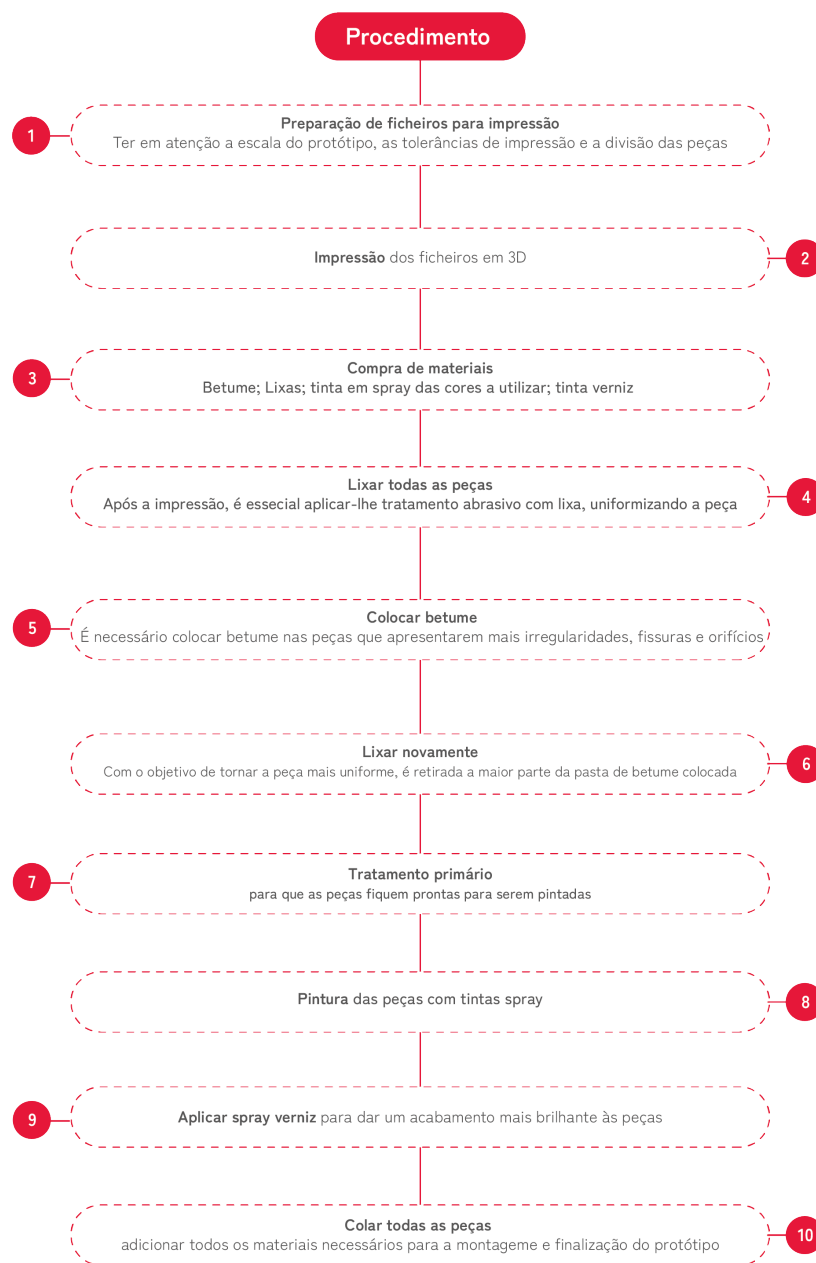 Procedimento
1
Preparação de ficheiros para impressão
Ter em atenção a escala do protótipo, as tolerâncias de impressão e a divisão das peças
Impressão dos ficheiros em 3D
2
3
Compra de materiais
Betume; Lixas; tinta em spray das cores a utilizar; tinta verniz
Lixar todas as peças
Após a impressão, é essecial aplicar-lhe tratamento abrasivo com lixa, uniformizando a peça
4
5
Colocar betume
É necessário colocar betume nas peças que apresentarem mais irregularidades, fissuras e orifícios
Lixar novamente
Com o objetivo de tornar a peça mais uniforme, é retirada a maior parte da pasta de betume colocada
6
7
Tratamento primário
para que as peças fiquem prontas para serem pintadas
Pintura das peças com tintas spray
8
9
Aplicar spray verniz para dar um acabamento mais brilhante às peças
Colar todas as peças
adicionar todos os materiais necessários para a montageme e finalização do protótipo
10